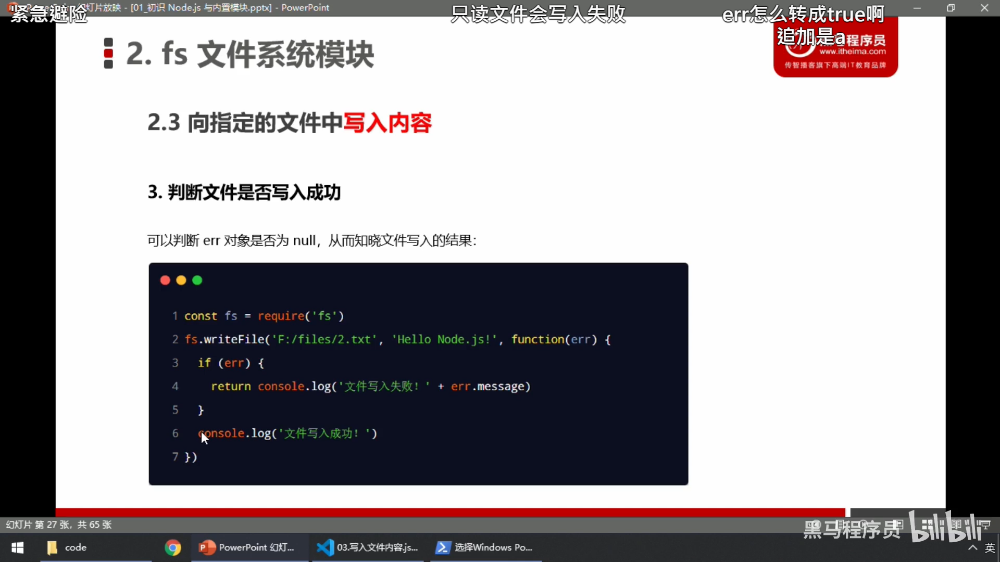 幻灯片放映 - [01_初识 Node.js 与内置模块.pptx] - PowerPoint
紧急避险
只读文件会写入失败
err怎么转成true啊
追加是a
程序员
www.itheima.com
传智播客旗下高端IT教育品牌
2. fs 文件系统模块
2.3 向指定的文件中写入内容
3. 判断文件是否写入成功
可以判断 err 对象是否为 null，从而知晓文件写入的结果：
1 const fs = require('fs')
2 fs.writeFile('F:/files/2.txt', 'Hello Node.js!', function(err) {
3 if (err) {
4 return console.log('文件写入失败！' + err.message)
5 }
6 console.log('文件写入成功！')
7 })
幻灯片 第 27 张，共 65 张
黑马程序员 bilibili
code
PowerPoint 幻灯...
03.写入文件内容.js...
选择Windows Po...
英